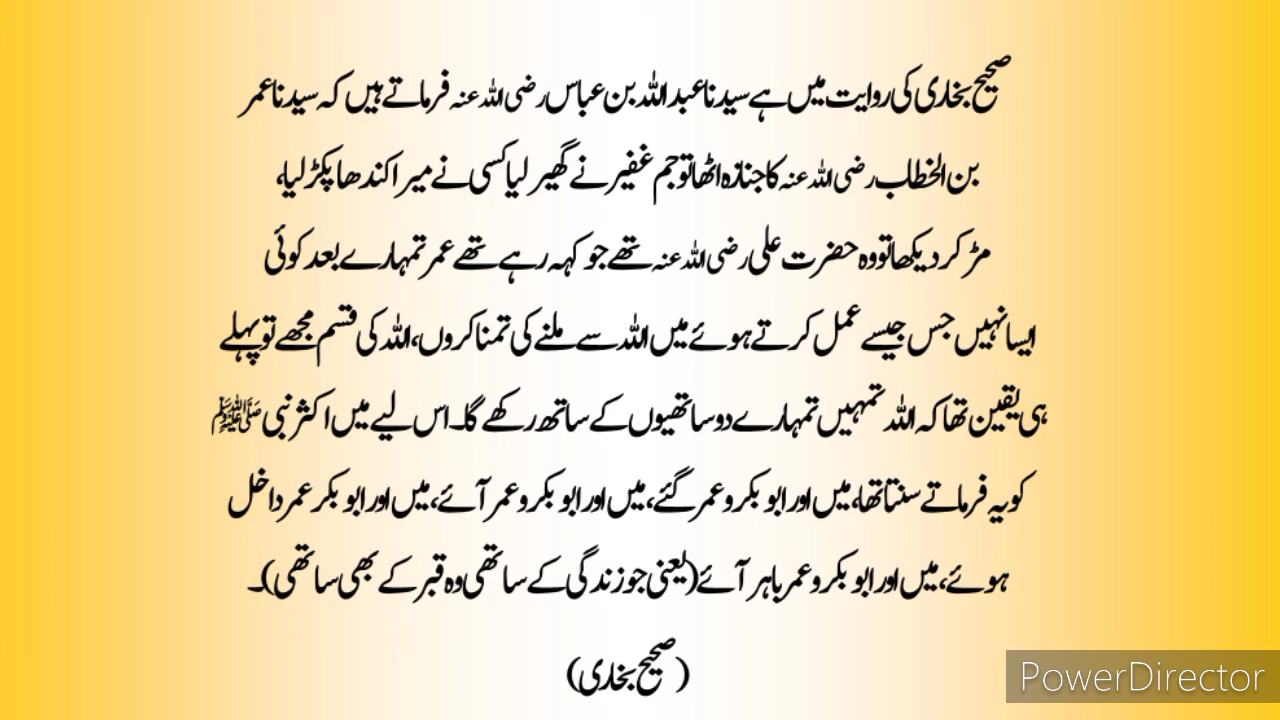 صحیح بخاری کی روایت میں ہے سیدنا عبداللہ بن عباس رضی اللہ عنہ فرماتے ہیں کہ سیدنا عمر
بن الخطاب رضی اللہ عنہ کا جنازہ اٹھا تو جم غفیر نے گھیر لیا کسی نے میرا کندھا پکڑ لیا،
مڑ کر دیکھا تو وہ حضرت علی رضی اللہ عنہ تھے جو کہہ رہے تھے عمر تمہارے بعد کوئی
ایسا نہیں جس جیسے عمل کرتے ہوئے میں اللہ سے ملنے کی تمنا کروں، اللہ کی قسم مجھے تو پہلے
ہی یقین تھا کہ اللہ تمہیں تمہارے دو ساتھیوں کے ساتھ رکھے گا۔ اس لیے میں اکثر نبی ﷺ
کو یہ فرماتے سنتا تھا، میں اور ابو بکر و عمر گئے، میں اور ابو بکر و عمر آئے، میں اور ابو بکر عمر داخل
ہوئے، میں اور ابو بکر و عمر باہر آئے (یعنی جو زندگی کے ساتھی وہ قبر کے بھی ساتھی)۔
(صحیح بخاری)
PowerDirector